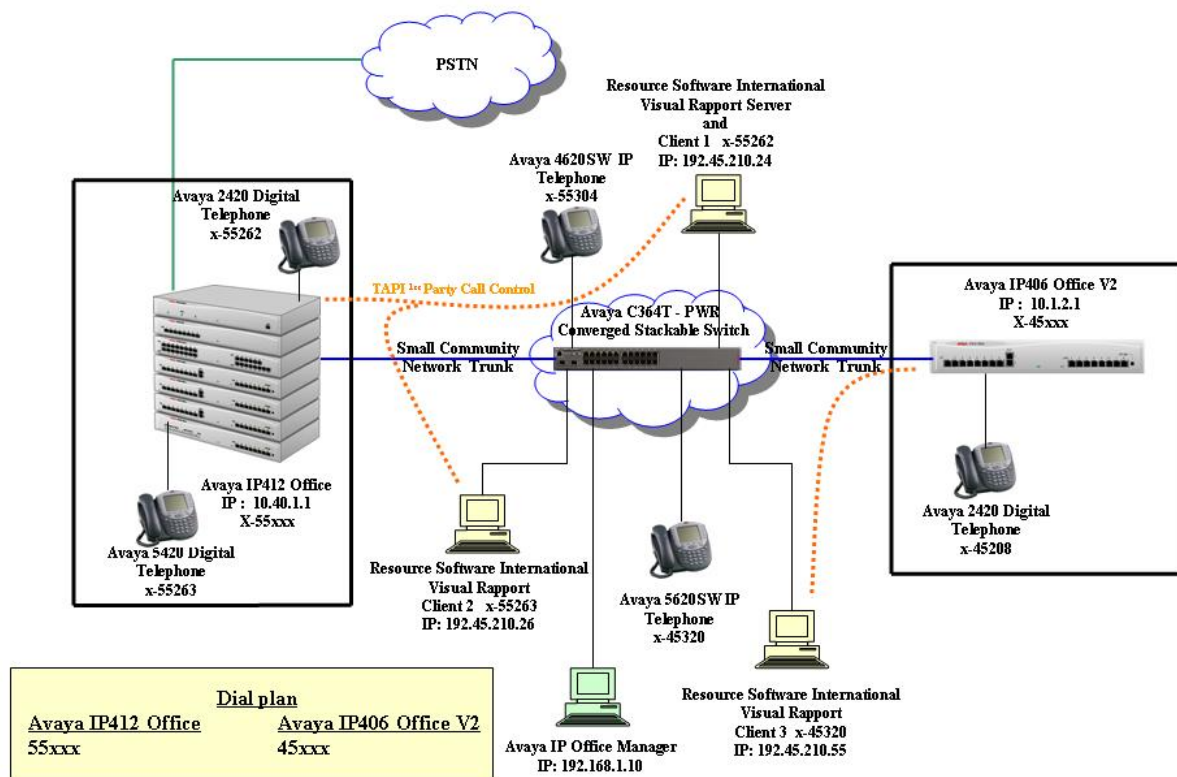 PSTN
Resource Software International
Visual Rapport Server
and
Client 1 x-55262
IP: 192.45.210.24
Avaya 4620SW IP
Telephone
x-55304
Avaya 2420 Digital
Telephone
x-55262
TAPI 1st Party Call Control
Avaya C364T - PWR
Converged Stackable Switch
Avaya IP406 Office V2
IP : 10.1.2.1
X-45xxx
Small Community
Network Trunk
Small Community
Network Trunk
Avaya IP412 Office
IP : 10.40.1.1
X-55xxx
Avaya 5420 Digital
Telephone
x-55263
Avaya 2420 Digital
Telephone
x-45208
Resource Software International
Visual Rapport
Client 2 x-55263
IP: 192.45.210.26
Avaya 5620SW IP
Telephone
x-45320
Resource Software International
Visual Rapport
Client 3 x-45320
IP: 192.45.210.55
Avaya IP Office Manager
IP: 192.168.1.10
Dial plan
Avaya IP412 Office Avaya IP406 Office V2
55xxx 45xxx